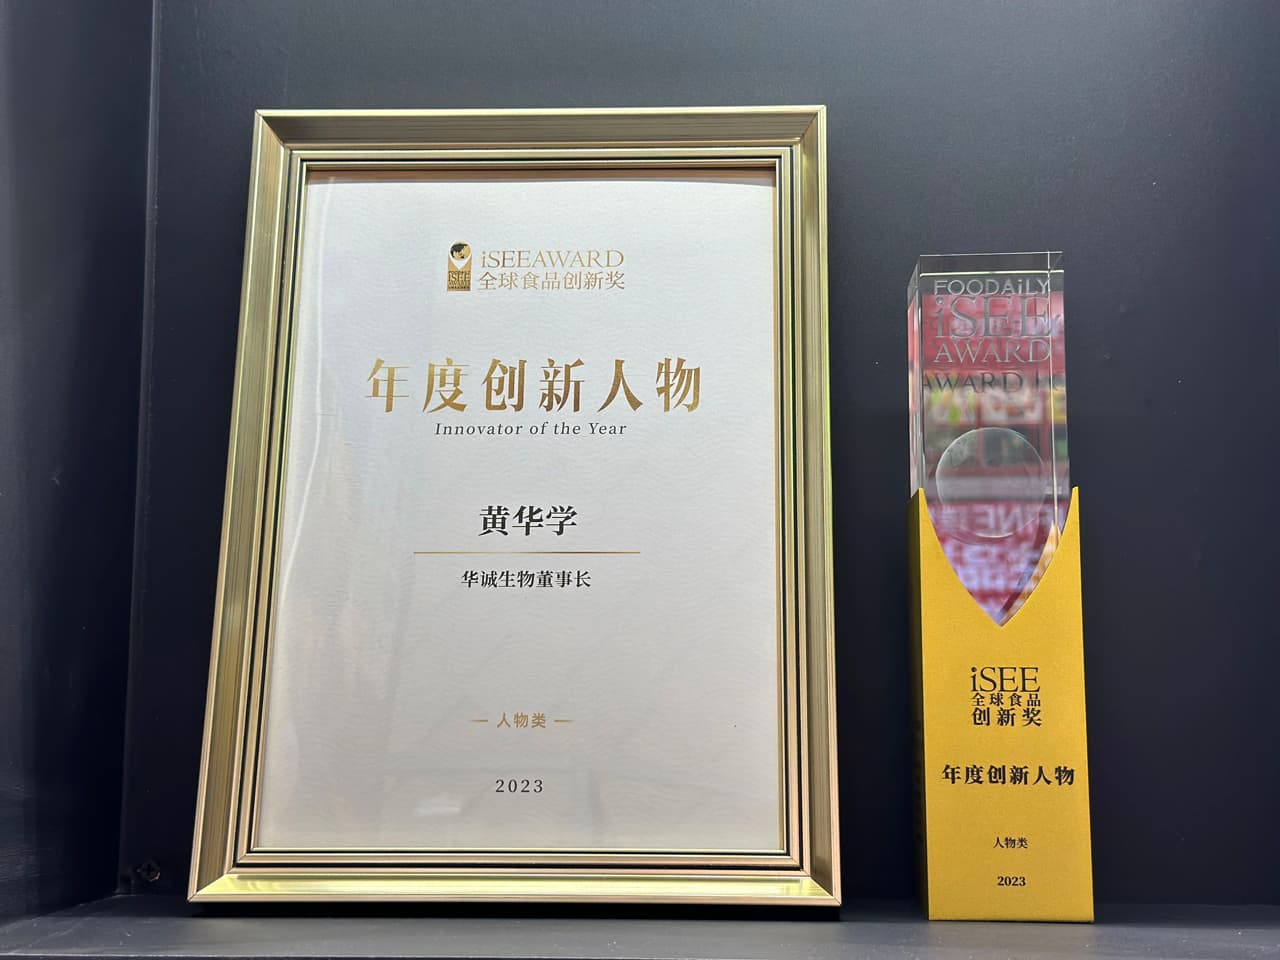 iSEEAWARD
全球食品创新奖
年度创新人物
Innovator of the Year
黄华学
华诚生物董事长
人物类
2023
FOODAiLY
iSEE
AWARD
AWARD
iSEE
全球食品
创新奖
年度创新人物
人物类
2023